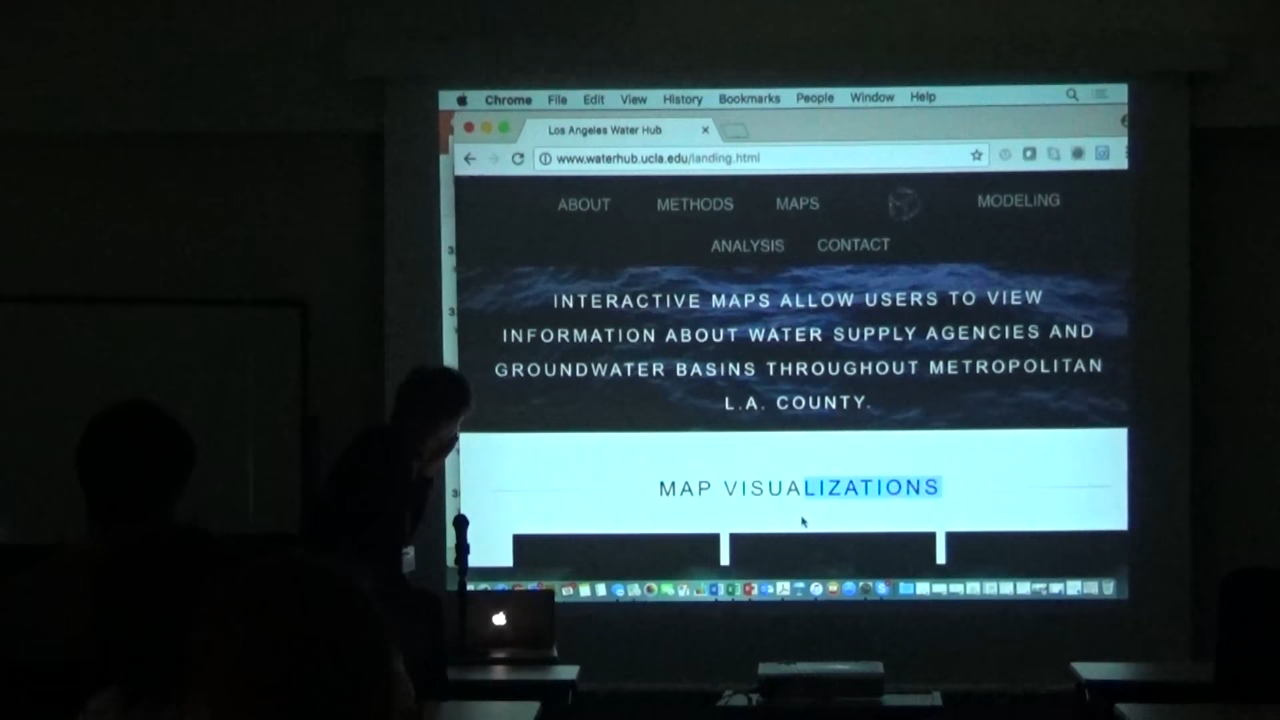 Chrome File Edit View History Bookmarks People Window Help
Los Angeles Water Hub
www.waterhub.ucla.edu/landing.html
ABOUT METHODS MAPS MODELING
ANALYSIS CONTACT
INTERACTIVE MAPS ALLOW USERS TO VIEW
INFORMATION ABOUT WATER SUPPLY AGENCIES AND
GROUNDWATER BASINS THROUGHOUT METROPOLITAN
L.A. COUNTY.
MAP VISUALIZATIONS